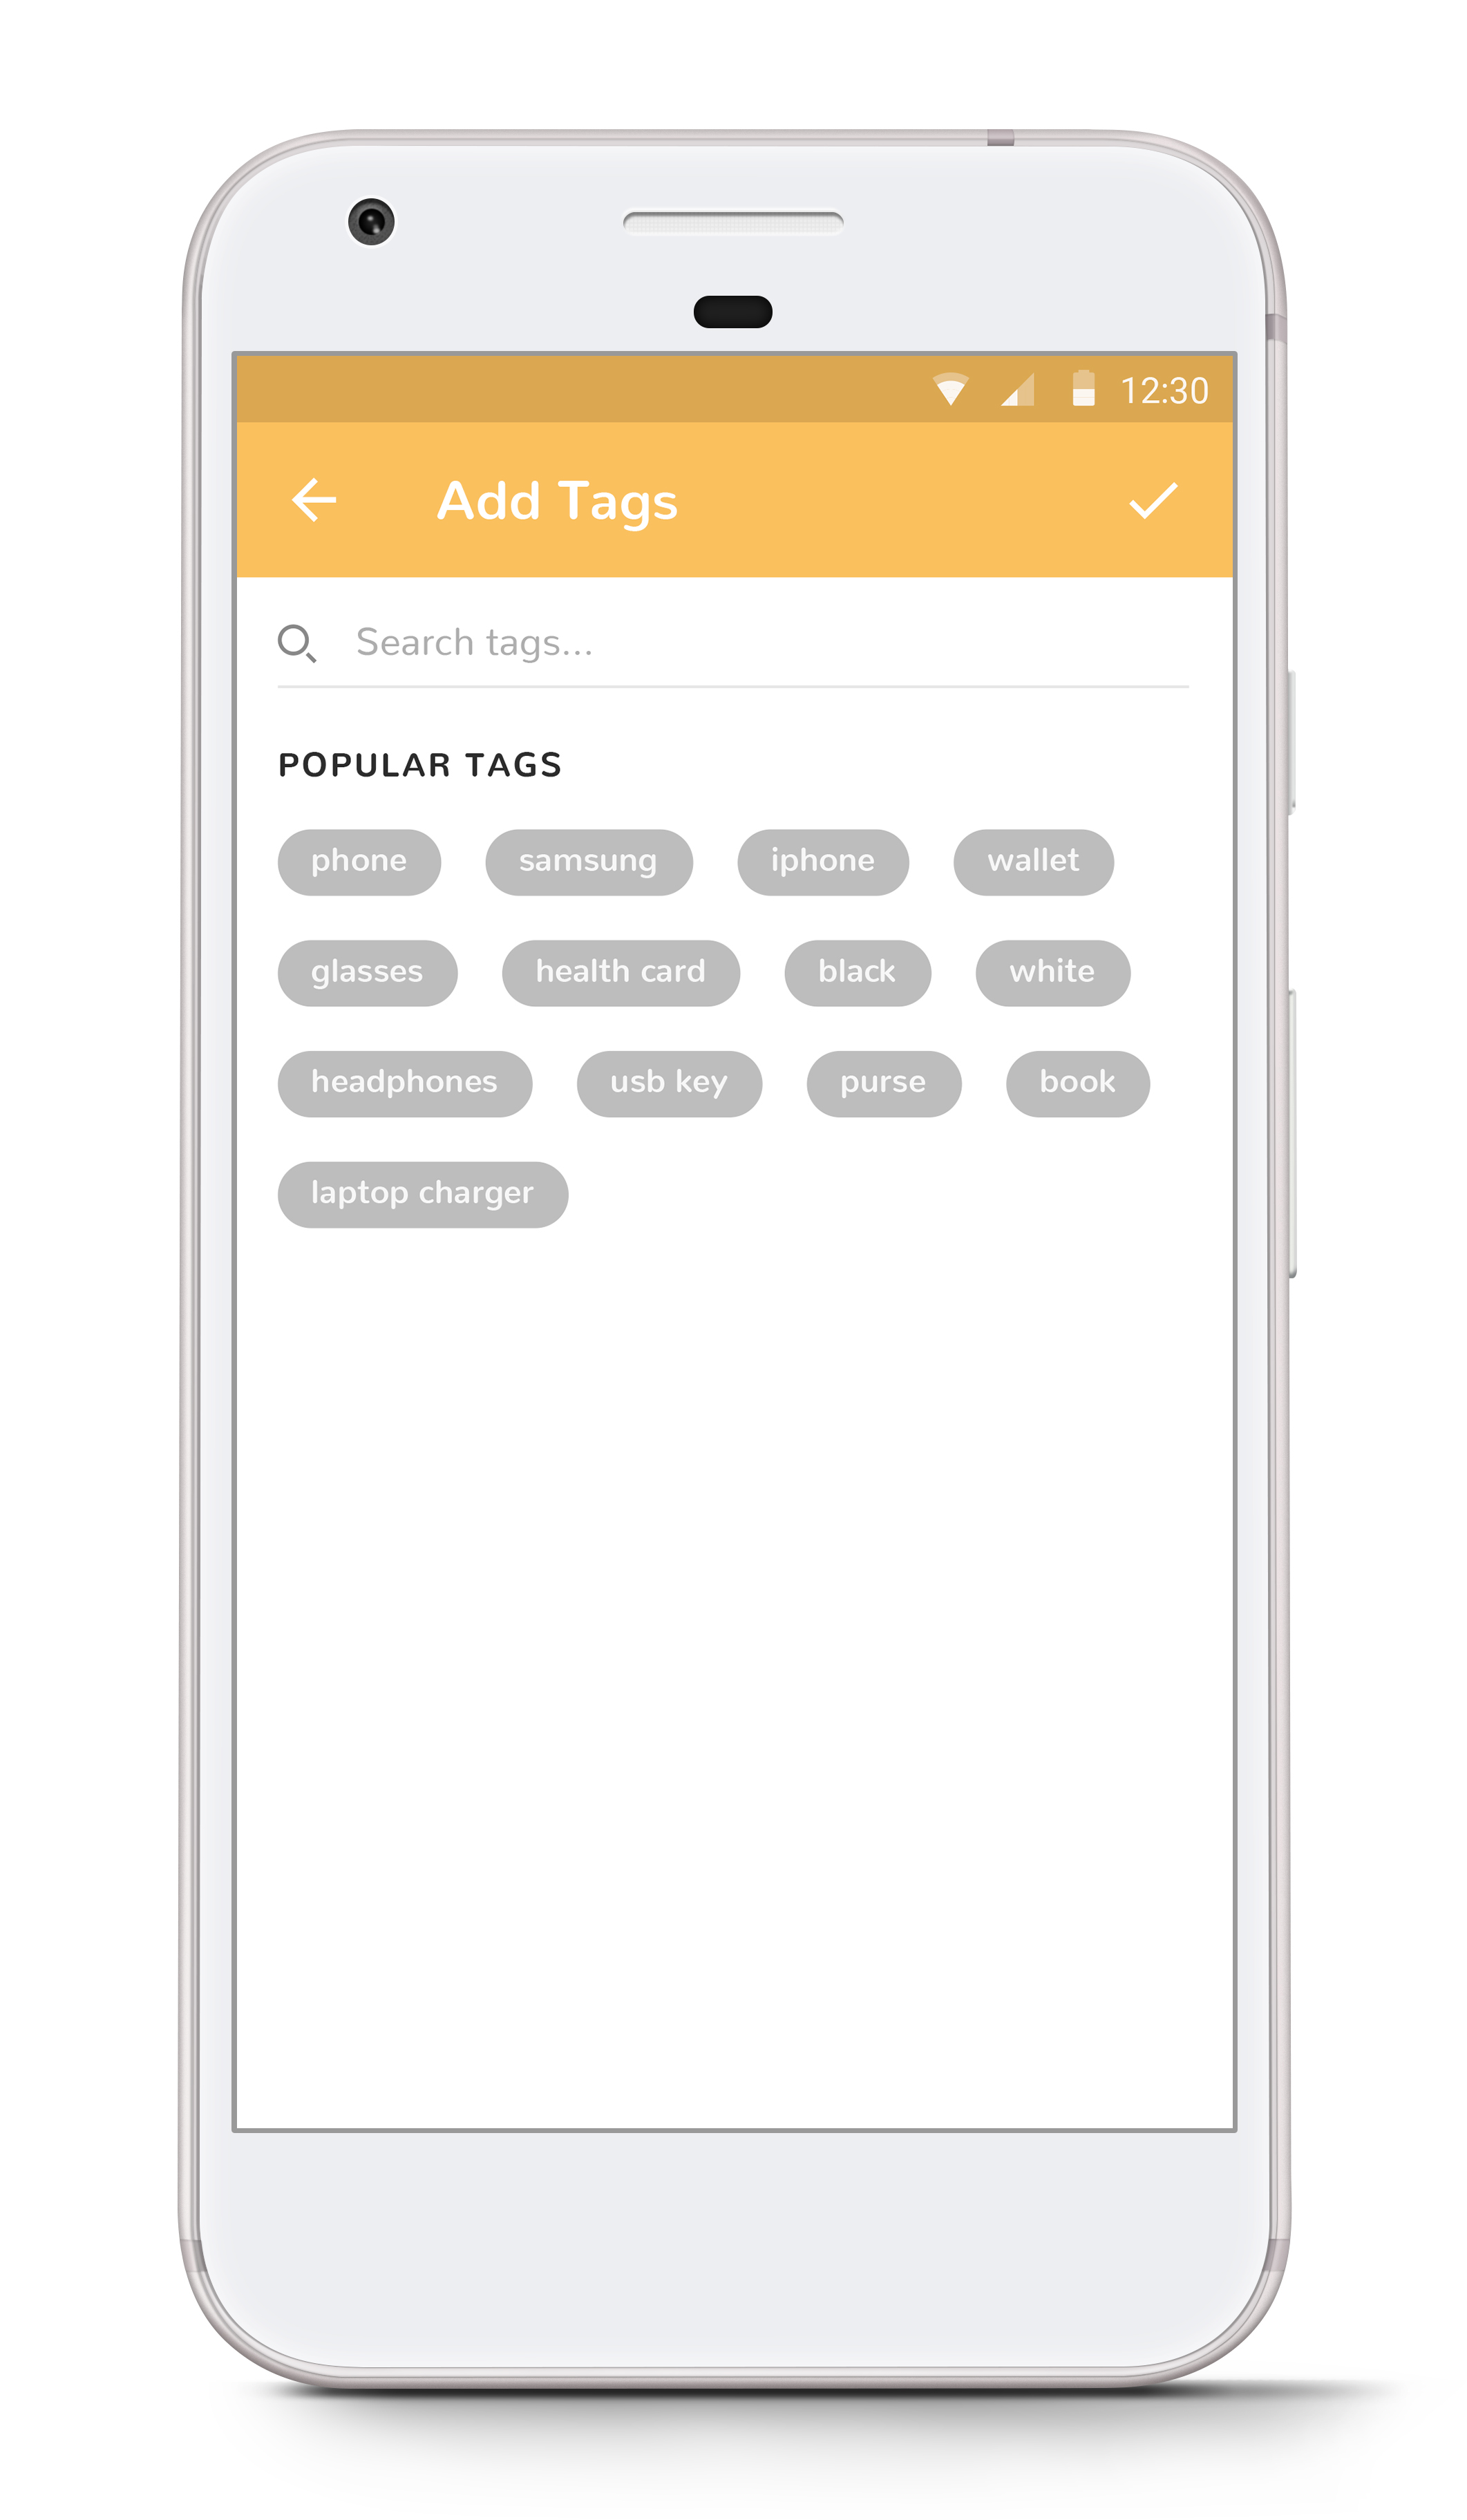 12:30
Add Tags
Search tags...
POPULAR TAGS
phone samsung iphone wallet
glasses health card black white
headphones usb key purse book
laptop charger